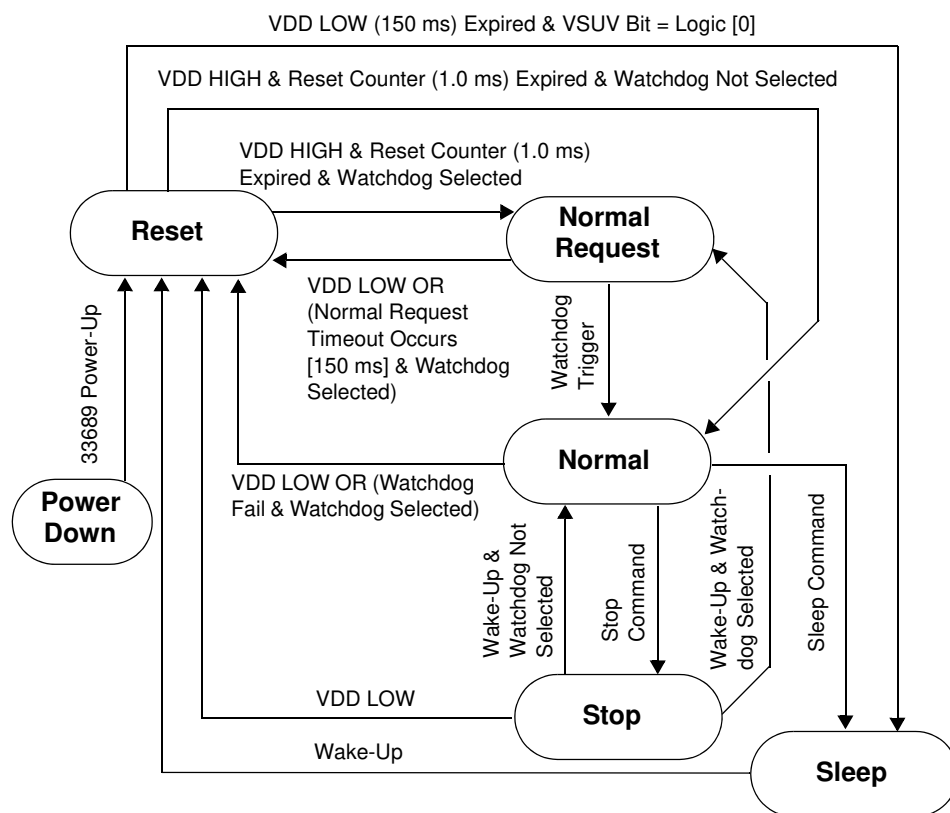 VDD LOW (150 ms) Expired & VSUV Bit = Logic [0]
VDD HIGH & Reset Counter (1.0 ms) Expired & Watchdog Not Selected
VDD HIGH & Reset Counter (1.0 ms)
Expired & Watchdog Selected
Reset
Normal
Request
VDD LOW OR
(Normal Request
Timeout Occurs
[150 ms] & Watchdog
Selected)
33689 Power-Up
Watchdog
Trigger
Normal
VDD LOW OR (Watchdog
Fail & Watchdog Selected)
Power
Down
Wake-Up &
Watchdog Not
Selected
Stop
Command
Wake-Up & Watch-
dog Selected
Sleep Command
VDD LOW
Stop
Wake-Up
Sleep